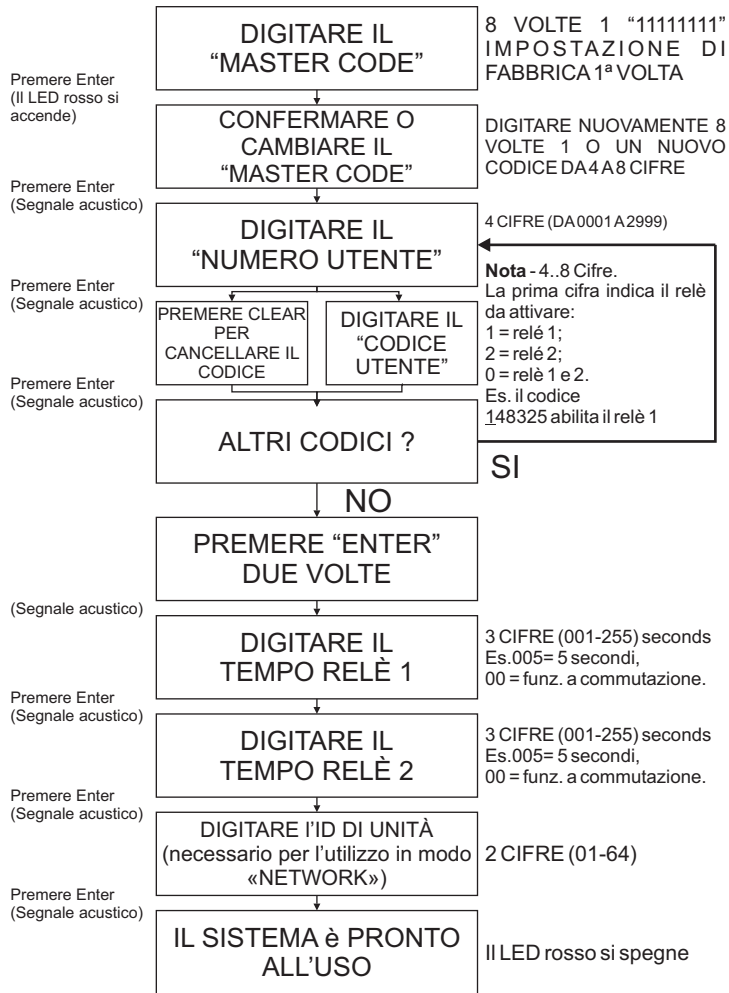 DIGITARE IL
“MASTER CODE”
8 VOLTE 1 “11111111”
IMPOSTAZIONE DI
FABBRICA 1ª VOLTA
Premere Enter
(Il LED rosso si
accende)
CONFERMARE O
CAMBIARE IL
“MASTER CODE”
DIGITARE NUOVAMENTE 8
VOLTE 1 O UN NUOVO
CODICE DA 4 A 8 CIFRE
Premere Enter
(Segnale acustico)
DIGITARE IL
“NUMERO UTENTE”
4 CIFRE (DA 0001 A 2999)
Premere Enter
(Segnale acustico)
PREMERE CLEAR
PER
CANCELLARE IL
CODICE
DIGITARE IL
“CODICE
UTENTE”
Nota - 4..8 Cifre.
La prima cifra indica il relè
da attivare:
1 = relé 1;
2 = relé 2;
0 = relè 1 e 2.
Es. il codice
148325 abilita il relè 1
Premere Enter
(Segnale acustico)
ALTRI CODICI ?
SI
NO
PREMERE “ENTER”
DUE VOLTE
(Segnale acustico)
DIGITARE IL
TEMPO RELÈ 1
3 CIFRE (001-255) seconds
Es.005= 5 secondi,
00 = funz. a commutazione.
Premere Enter
(Segnale acustico)
DIGITARE IL
TEMPO RELÈ 2
3 CIFRE (001-255) seconds
Es.005= 5 secondi,
00 = funz. a commutazione.
Premere Enter
(Segnale acustico)
DIGITARE l’ID DI UNITÀ
(necessario per l’utilizzo in modo
«NETWORK»)
2 CIFRE (01-64)
Premere Enter
(Segnale acustico)
IL SISTEMA è PRONTO
ALL’USO
Il LED rosso si spegne